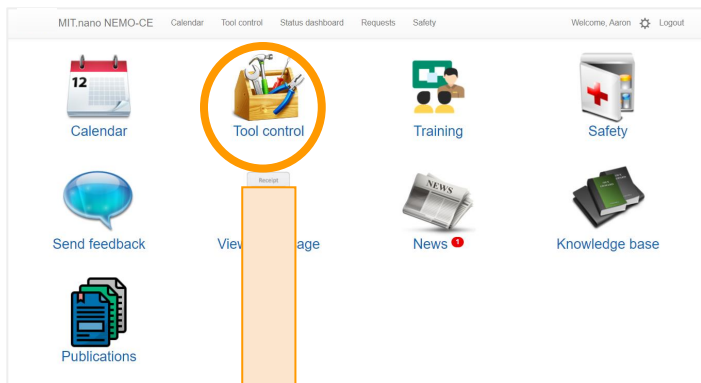 MIT.nano NEMO-CE Calendar Tool control Status dashboard Requests Safety Welcome, Aaron Logout
12
Calendar Tool control Training Safety
Receipt
NEWS
Send feedback View age News 1 Knowledge base
Publications